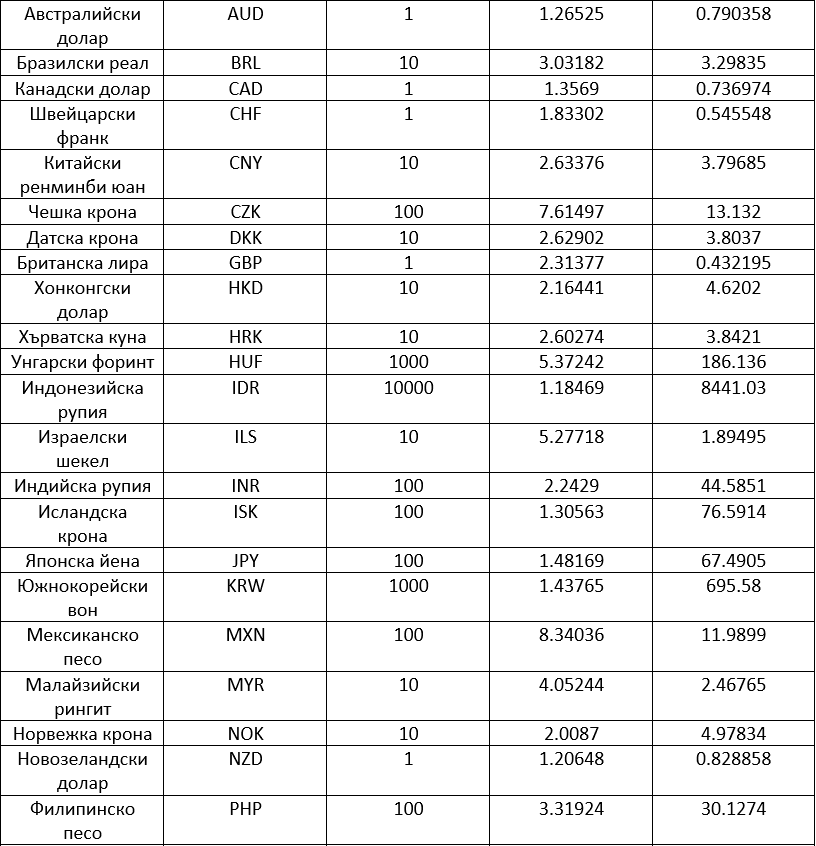 Австралийски AUD 1 1.26525 0.790358
долар
Бразилски реал BRL 10 3.03182 3.29835
Канадски долар CAD 1 1.3569 0.736974
Швейцарски CHF 1 1.83302 0.545548
франк
Китайски CNY 10 2.63376 3.79685
ренминби юан
Чешка крона CZK 100 7.61497 13.132
Датска крона DKK 10 2.62902 3.8037
Британска лира GBP 1 2.31377 0.432195
Хонконгски HKD 10 2.16441 4.6202
долар
Хърватска куна HRK 10 2.60274 3.8421
Унгарски форинт HUF 1000 5.37242 186.136
Индонезийска IDR 10000 1.18469 8441.03
рупия
Израелски ILS 10 5.27718 1.89495
шекел
Индийска рупия INR 100 2.2429 44.5851
Исландска ISK 100 1.30563 76.5914
крона
Японска йена JPY 100 1.48169 67.4905
Южнокорейски KRW 1000 1.43765 695.58
вон
Мексиканско MXN 100 8.34036 11.9899
песо
Малайзийски MYR 10 4.05244 2.46765
рингит
Норвежка крона NOK 10 2.0087 4.97834
Новозеландски NZD 1 1.20648 0.828858
долар
Филипинско PHP 100 3.31924 30.1274
песо